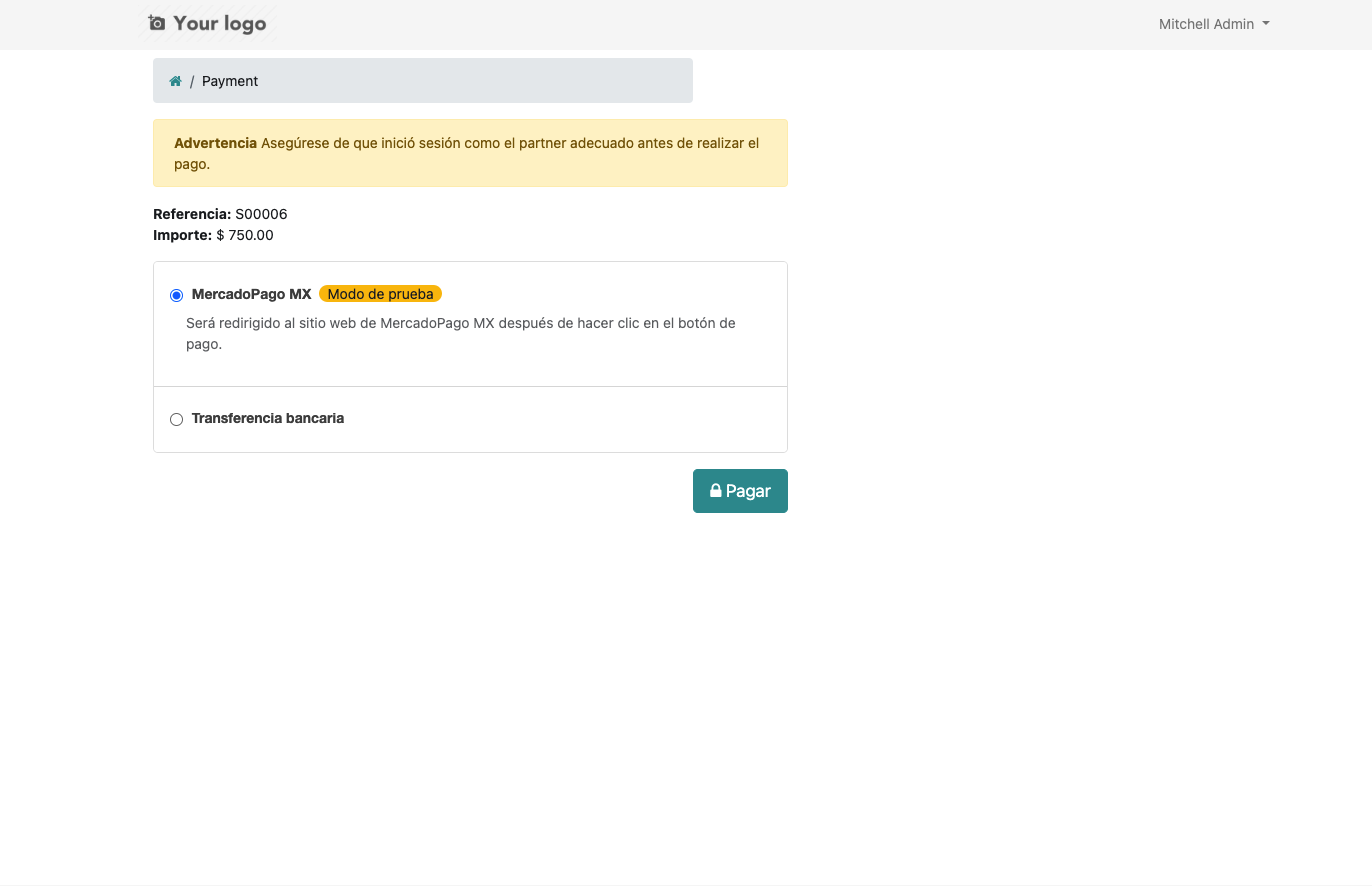 Your logo
Mitchell Admin
/ Payment
Advertencia Asegúrese de que inició sesión como el partner adecuado antes de realizar el
pago.
Referencia: S00006
Importe: $ 750.00
MercadoPago MX Modo de prueba
Será redirigido al sitio web de MercadoPago MX después de hacer clic en el botón de
pago.
Transferencia bancaria
Pagar